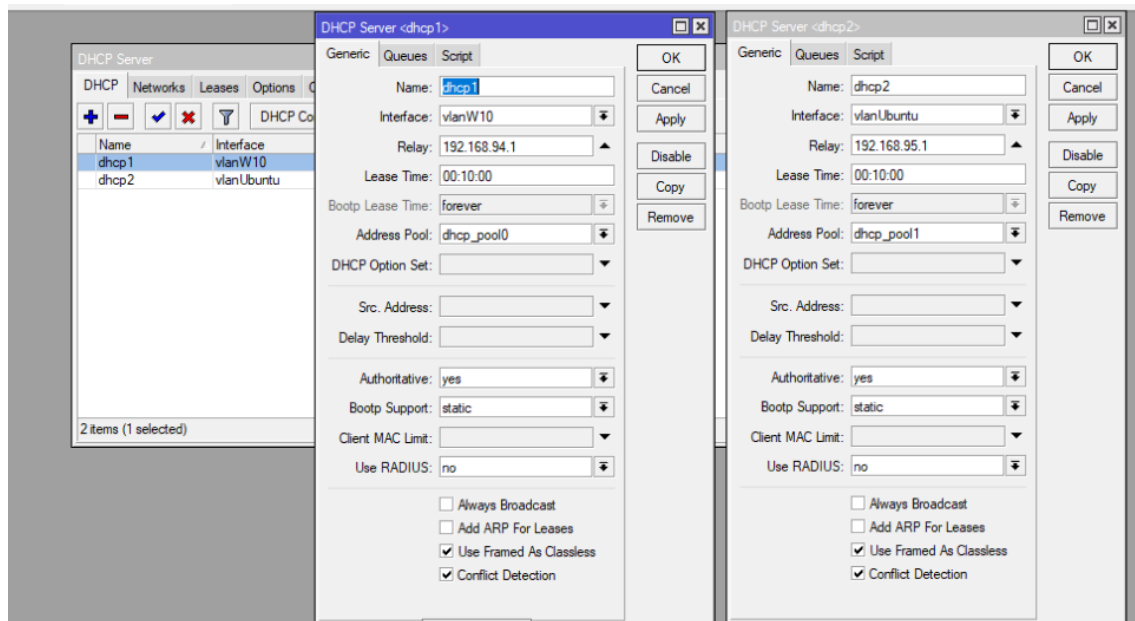 DHCP Server
DHCP Networks Leases Options
DHCP
Name Interface
dhcp1 vlanW10
dhcp2 vlanUbuntu
2 items (1 selected)
DHCP Server <dhcp1>
Generic Queues Script
Name: dhcp1
Interface: vlanW10
Relay: 192.168.94.1
Lease Time: 00:10:00
Bootp Lease Time: forever
Address Pool: dhcp_pool0
DHCP Option Set:
Src. Address:
Delay Threshold:
Authoritative: yes
Bootp Support: static
Client MAC Limit:
Use RADIUS: no
Always Broadcast
Add ARP For Leases
Use Framed As Classless
Conflict Detection
OK
Cancel
Apply
Disable
Copy
Remove
DHCP Server <dhcp2>
Generic Queues Script
Name: dhcp2
Interface: vlanUbuntu
Relay: 192.168.95.1
Lease Time: 00:10:00
Bootp Lease Time: forever
Address Pool: dhcp_pool1
DHCP Option Set:
Src. Address:
Delay Threshold:
Authoritative: yes
Bootp Support: static
Client MAC Limit:
Use RADIUS: no
Always Broadcast
Add ARP For Leases
Use Framed As Classless
Conflict Detection
OK
Cancel
Apply
Disable
Copy
Remove